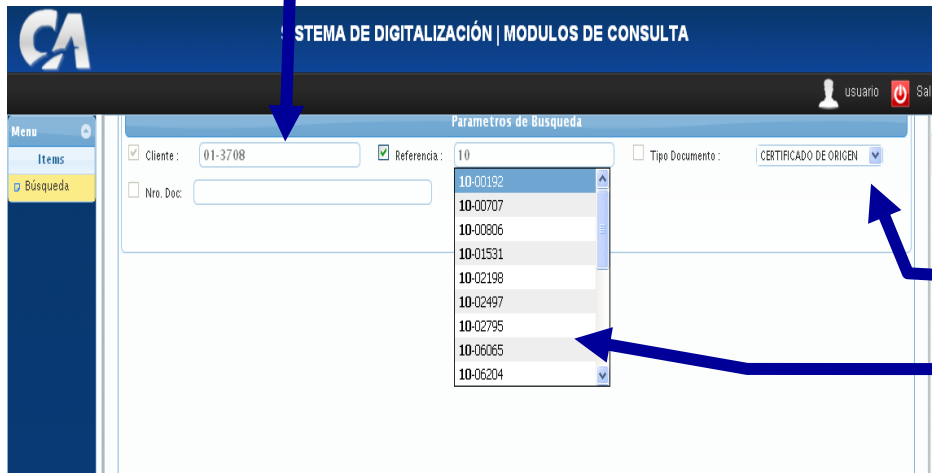 CA
SISTEMA DE DIGITALIZACIÓN | MODULOS DE CONSULTA
usuario Sal
Menu
Items
Búsqueda
Parametros de Busqueda
Cliente : 01-3708 Referencia : 10 Tipo Documento : CERTIFICADO DE ORIGEN
Nro. Doc:
10-00192
10-00707
10-00806
10-01531
10-02198
10-02497
10-02795
10-06065
10-06204